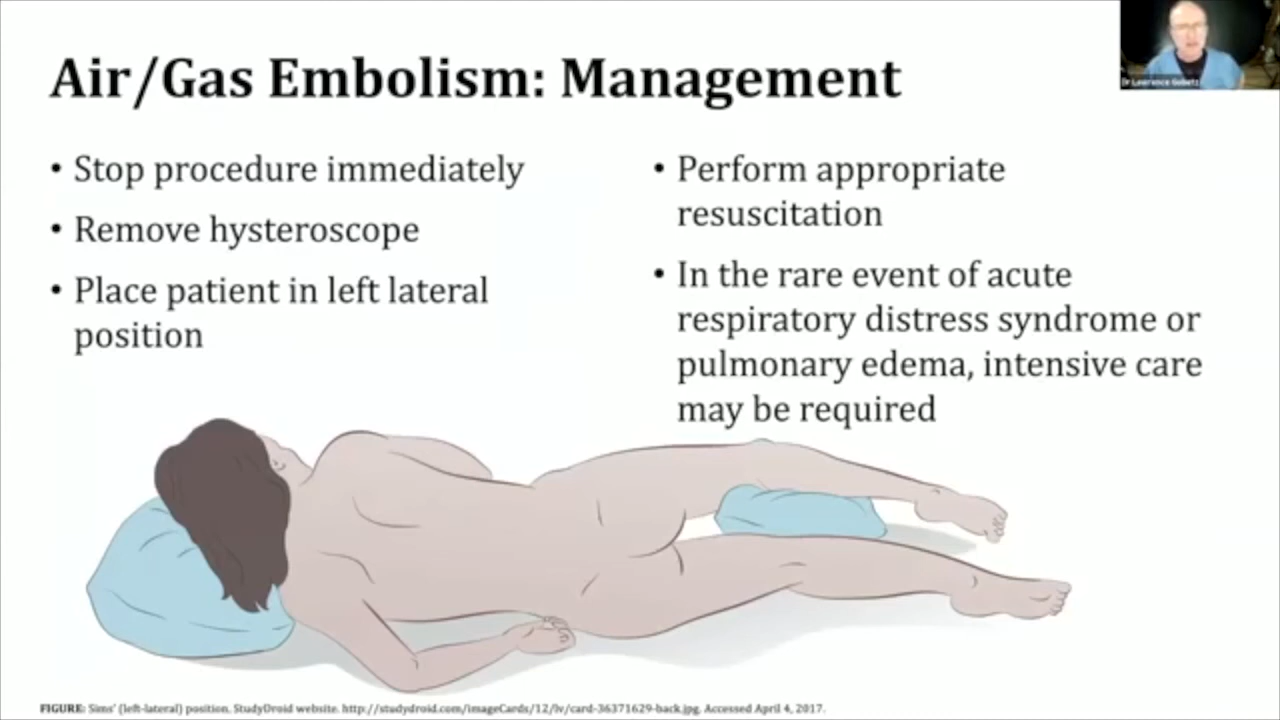 Air/Gas Embolism: Management
• Stop procedure immediately
• Remove hysteroscope
• Place patient in left lateral
position
• Perform appropriate
resuscitation
• In the rare event of acute
respiratory distress syndrome or
pulmonary edema, intensive care
may be required
FIGURE: Sims' (left-lateral) position. StudyDroid website. http://studydroid.com/imageCards/12/lv/card-36371629-back.jpg. Accessed April 4, 2017.
Dr Lawrence